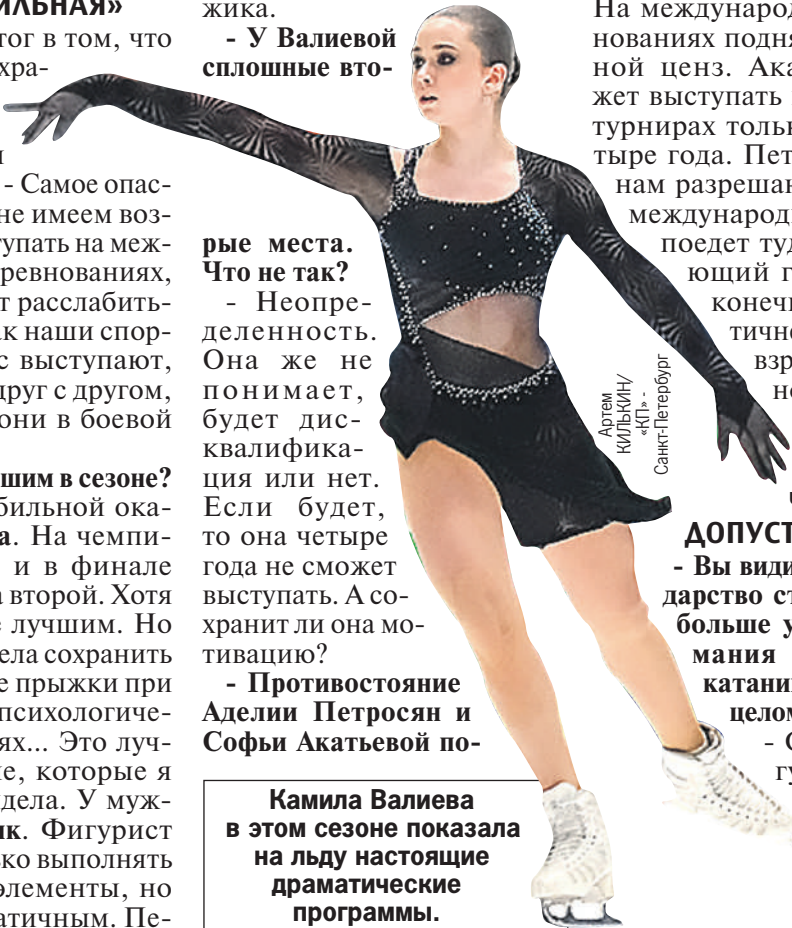 ИЛЬНАЯ»
тог в том, что
хра-
- Самое опас-
не имеем воз-
тупать на меж-
ревнованиях,
т расслабить-
ак наши спор-
с выступают,
друг с другом,
они в боевой
шим в сезоне?
бильной ока-
а. На чемпи-
и в финале
а второй. Хотя
е лучшим. Но
ела сохранить
е прыжки при
психологиче-
ях... Это луч-
ие, которые я
дела. У муж-
ик. Фигурист
ько выполнять
элементы, но
атичным. Пе-
жика.
- У Валиевой
сплошные вто-
рые места.
Что не так?
- Неопре-
деленность.
Она же не
понимает,
будет дис-
квалифика-
ция или нет.
Если будет,
то она четыре
года не сможет
выступать. А со-
хранит ли она мо-
тивацию?
- Противостояние
Аделии Петросян и
Софьи Акатьевой по-
Камила Валиева
в этом сезоне показала
на льду настоящие
драматические
программы.
Артем
КИЛЬКИН/
«КП» -
Санкт-Петербург
На международ
нованиях подня
ной ценз. Ака
жет выступать
турнирах тольк
тыре года. Пет
нам разрешаю
международ
поедет туд
ющий г
конечн
тично
взр
но
ДОПУСТ
- Вы види
дарство ст
больше у
мания
катани
целом
- С
гу